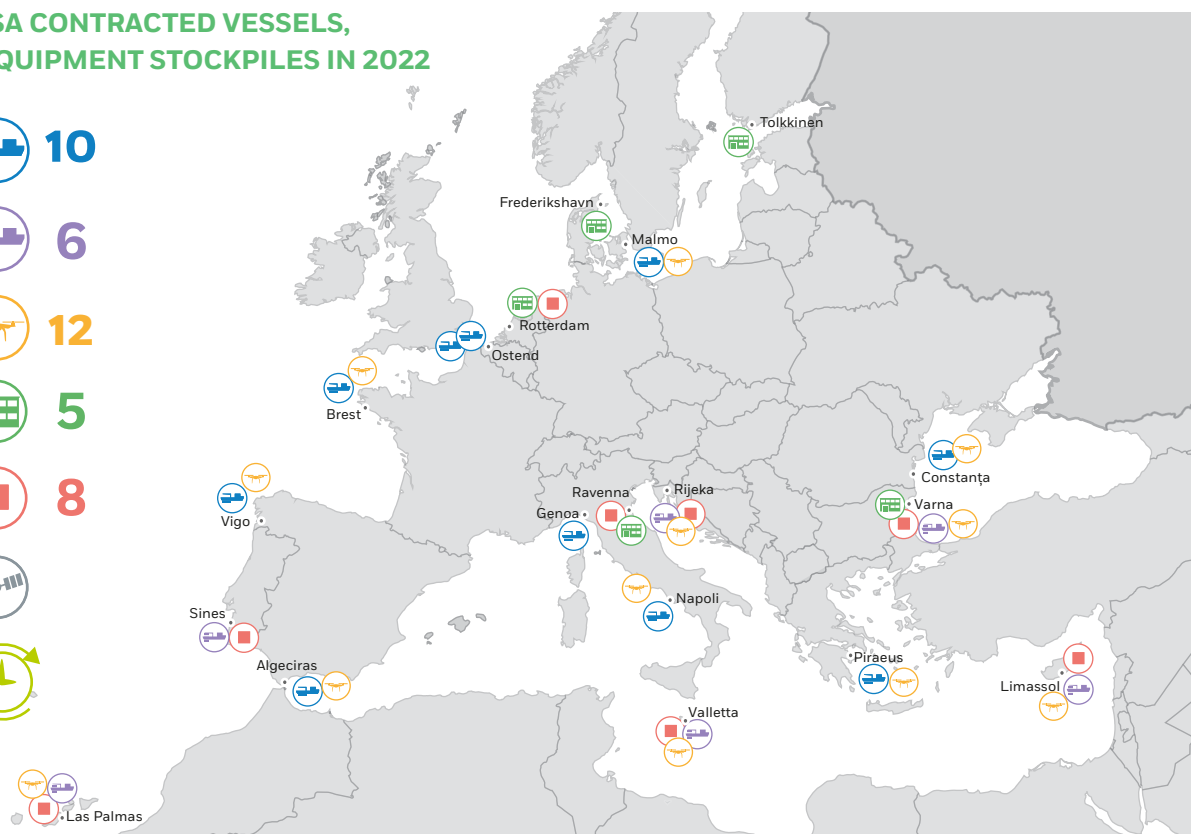 SA CONTRACTED VESSELS,
QUIPMENT STOCKPILES IN 2022
10
6
12
5
8
Tolkkinen
Frederikshavn
Malmo
Rotterdam
Ostend
Brest
Constanța
Ravenna
Rijeka
Varna
Genoa
Vigo
Napoli
Sines
Piraeus
Algeciras
Limassol
Valletta
Las Palmas